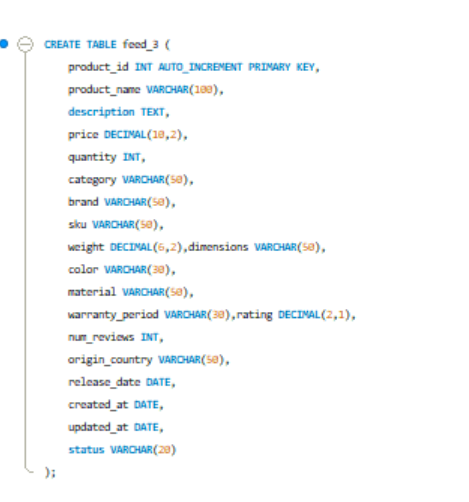 CREATE TABLE feed_3 (
product_id INT AUTO_INCREMENT PRIMARY KEY,
product_name VARCHAR(100),
description TEXT,
price DECIMAL(10,2),
quantity INT,
category VARCHAR(50),
brand VARCHAR(50),
sku VARCHAR(50),
weight DECIMAL(6,2),dimensions VARCHAR(50),
color VARCHAR(30),
material VARCHAR(50),
warranty_period VARCHAR(30),rating DECIMAL(2,1),
num_reviews INT,
origin_country VARCHAR(50),
release_date DATE,
created_at DATE,
updated_at DATE,
status VARCHAR(20)
);